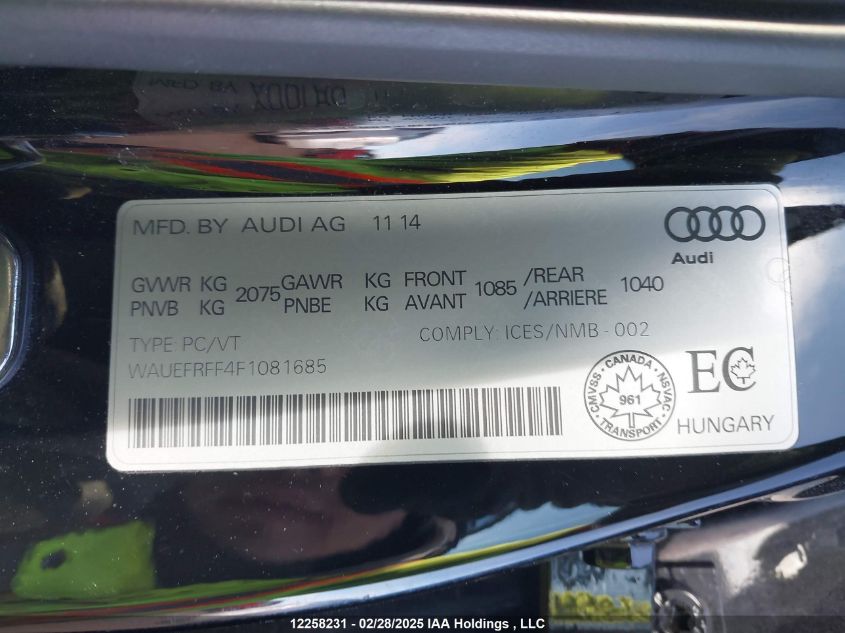 MFD. BY AUDI AG 11 14
Audi
GVWR KG 2075 GAWR KG FRONT 1085 /REAR 1040
PNVB KG PNBE KG AVANT /ARRIERE
TYPE: PC/VT COMPLY: ICES/NMB - 002
WAUEFRFF4F1081685
CMVSS · CANADA · NSVAC · TRANSPORT ·
961
EC
HUNGARY
12258231 - 02/28/2025 IAA Holdings , LLC